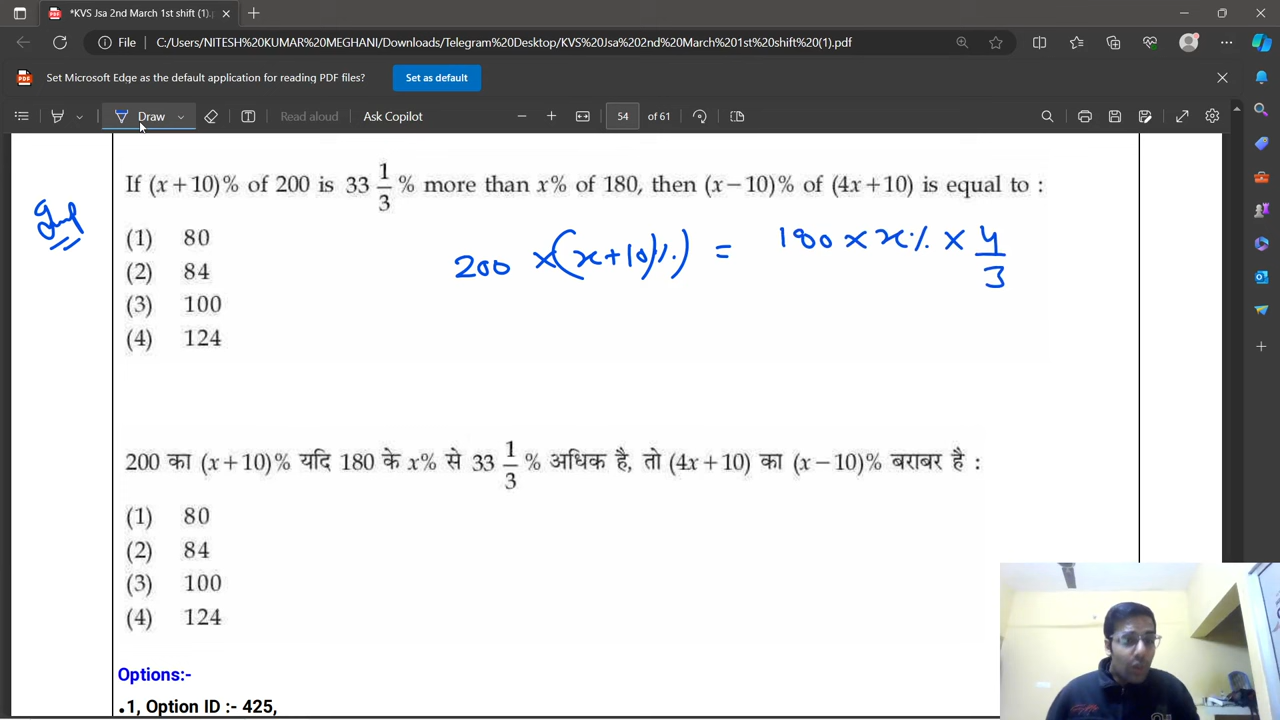 *KVS Jsa 2nd March 1st shift (1).
File C:/Users/NITESH%20KUMAR%20MEGHANI/Downloads/Telegram%20Desktop/KVS%20Jsa%202nd%20March%201st%20shift%20(1).pdf
Set Microsoft Edge as the default application for reading PDF files? Set as default
Draw Read aloud Ask Copilot 54 of 61
If (x+10)% of 200 is 33 1/3 % more than x% of 180, then (x−10)% of (4x+10) is equal to :
(1) 80
(2) 84
(3) 100
(4) 124
200 × (x+10)%) = 180 × x% × 4/3
200 का (x+10)% यदि 180 के x% से 33 1/3 % अधिक है, तो (4x+10) का (x−10)% बराबर है :
(1) 80
(2) 84
(3) 100
(4) 124
Options:-
.1, Option ID :- 425,